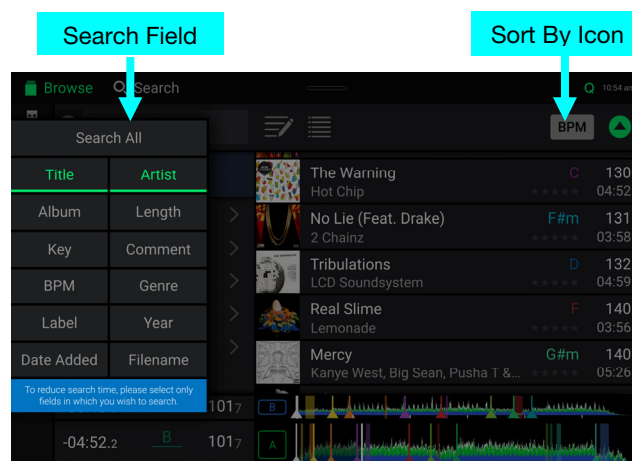 Search Field
Sort By Icon
Browse
Search
Q
10:54 am
BPM
Search All
Title
Artist
Album
Length
Key
Comment
BPM
Genre
Label
Year
Date Added
Filename
To reduce search time, please select only
fields in which you wish to search.
The Warning
C
130
Hot Chip
04:52
No Lie (Feat. Drake)
F#m
131
2 Chainz
03:58
Tribulations
D
132
LCD Soundsystem
04:59
Real Slime
F
140
Lemonade
03:56
Mercy
G#m
140
Kanye West, Big Sean, Pusha T &...
05:26
1017
B
-04:52.2
B
1017
A